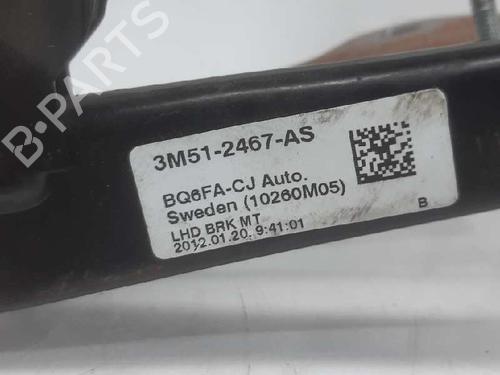 3M51-2467-AS
BQ6FA-CJ Auto.
Sweden (10260M05)
LHD BRK MT
2012.01.20. 9:41:01
B
B-PARTS